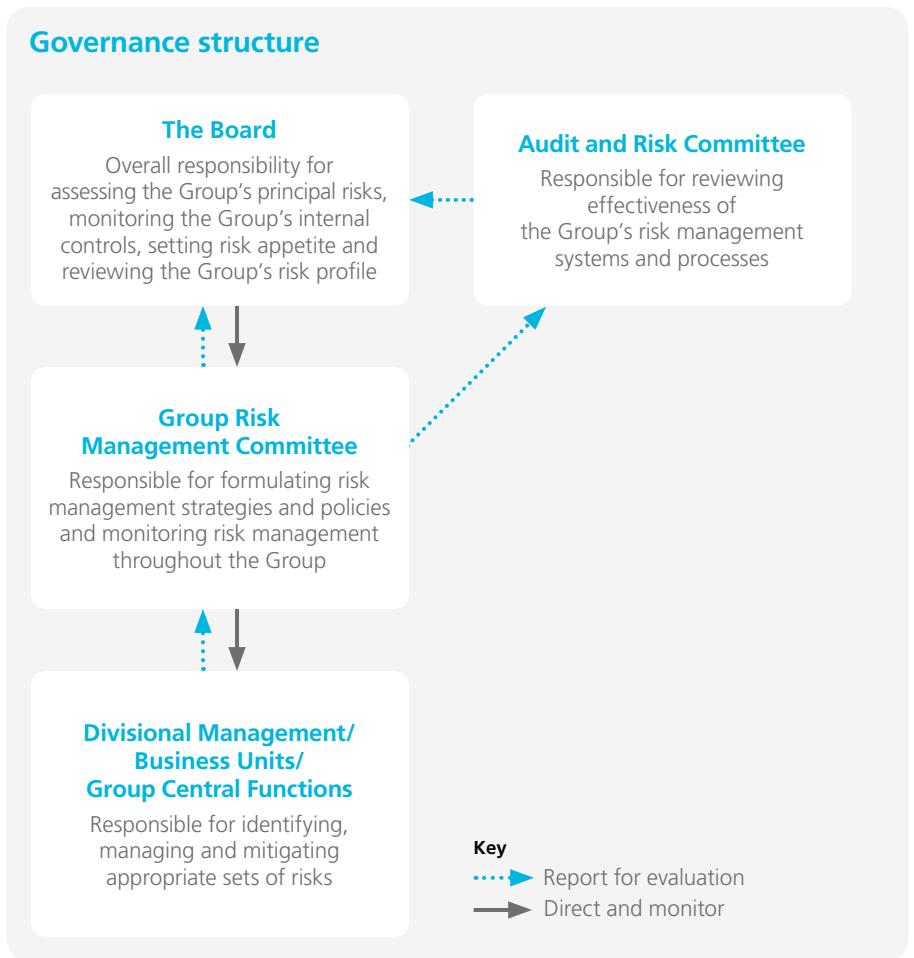 Governance structure
The Board
Overall responsibility for
assessing the Group’s principal risks,
monitoring the Group’s internal
controls, setting risk appetite and
reviewing the Group’s risk profile
Audit and Risk Committee
Responsible for reviewing
effectiveness of
the Group’s risk management
systems and processes
Group Risk
Management Committee
Responsible for formulating risk
management strategies and policies
and monitoring risk management
throughout the Group
Divisional Management/
Business Units/
Group Central Functions
Responsible for identifying,
managing and mitigating
appropriate sets of risks
Key
Report for evaluation
Direct and monitor